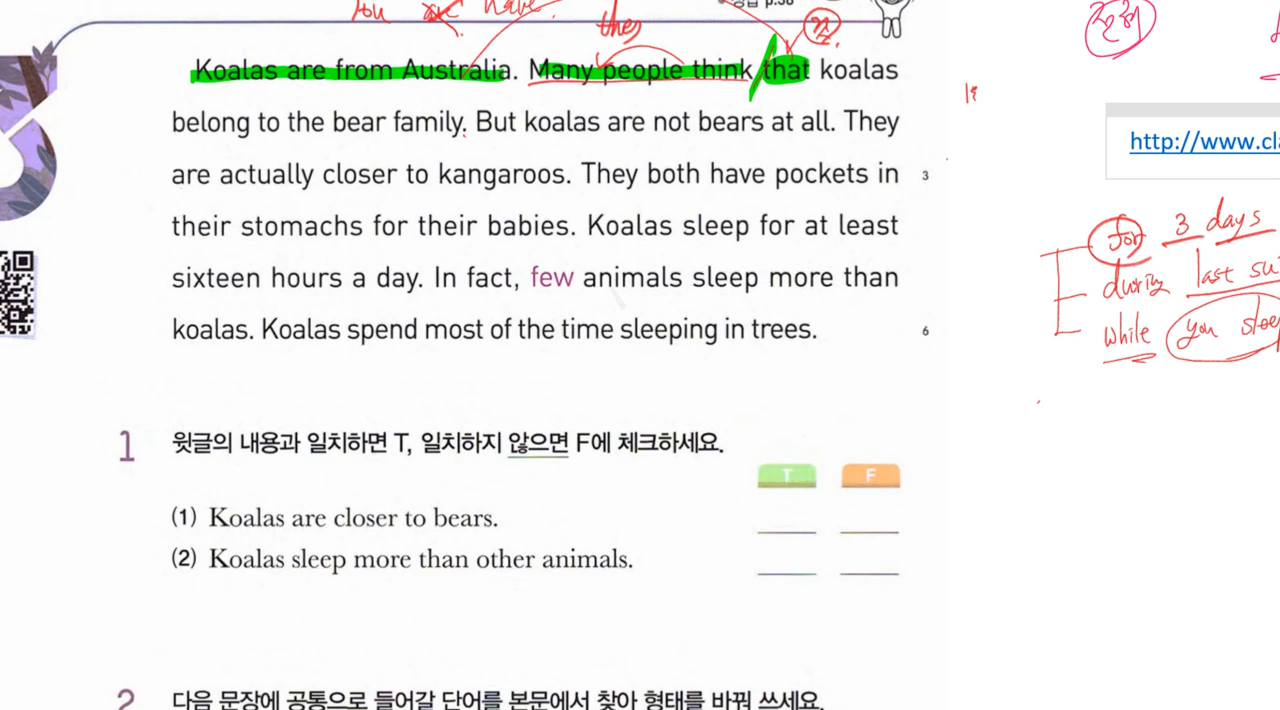 have
they
Koalas are from Australia. Many people think that koalas
belong to the bear family. But koalas are not bears at all. They
are actually closer to kangaroos. They both have pockets in 3
their stomachs for their babies. Koalas sleep for at least
sixteen hours a day. In fact, few animals sleep more than
koalas. Koalas spend most of the time sleeping in trees. 6
http://www.cl
for 3 days
during last su
while you sleep
1 윗글의 내용과 일치하면 T, 일치하지 않으면 F에 체크하세요.
T F
(1) Koalas are closer to bears.
(2) Koalas sleep more than other animals.
2 다음 문장에 공통으로 들어갈 단어를 본문에서 찾아 형태를 바꿔 쓰세요.